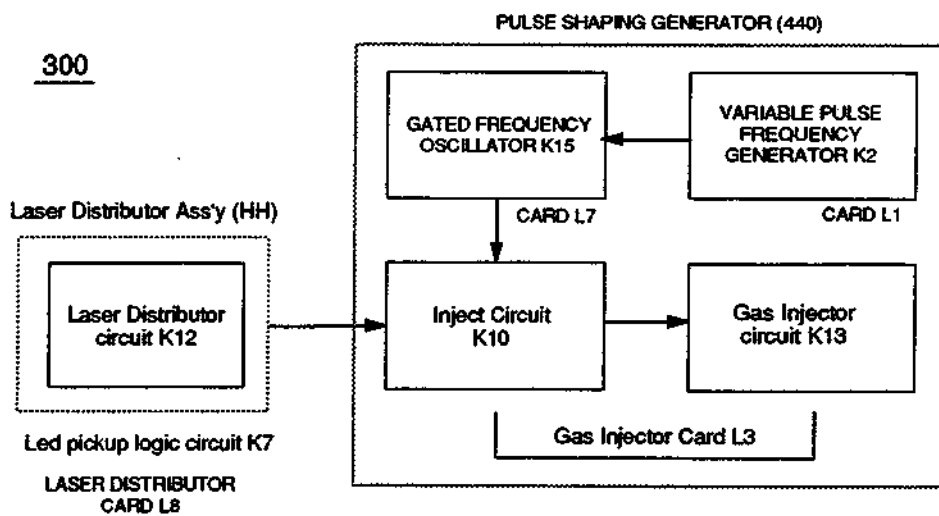 PULSE SHAPING GENERATOR (440)
300
GATED FREQUENCY
OSCILLATOR K15
VARIABLE PULSE
FREQUENCY
GENERATOR K2
CARD L7
CARD L1
Laser Distributor Ass'y (HH)
Laser Distributor
circuit K12
Inject Circuit
K10
Gas Injector
circuit K13
Led pickup logic circuit K7
Gas Injector Card L3
LASER DISTRIBUTOR
CARD L8